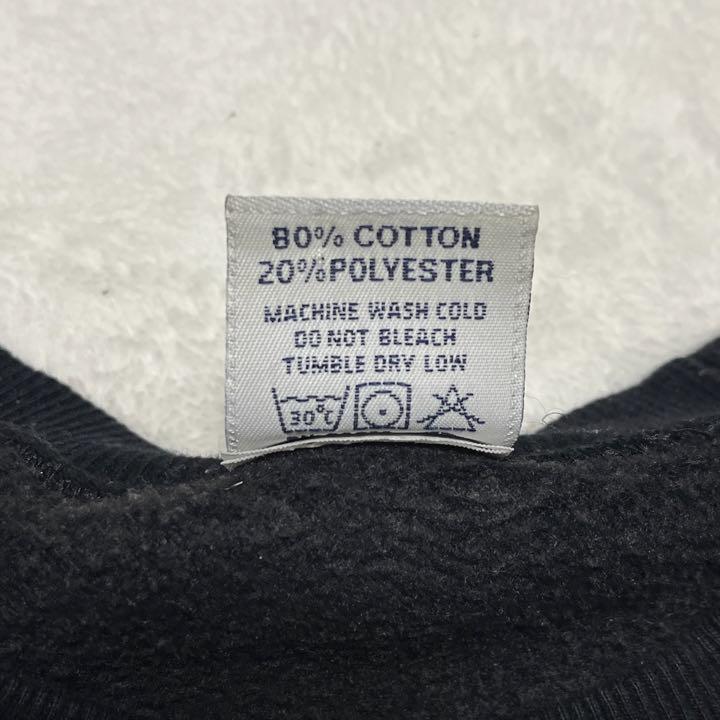 80% COTTON
20%POLYESTER
MACHINE WASH COLD
DO NOT BLEACH
TUMBLE DRY LOW
30°C